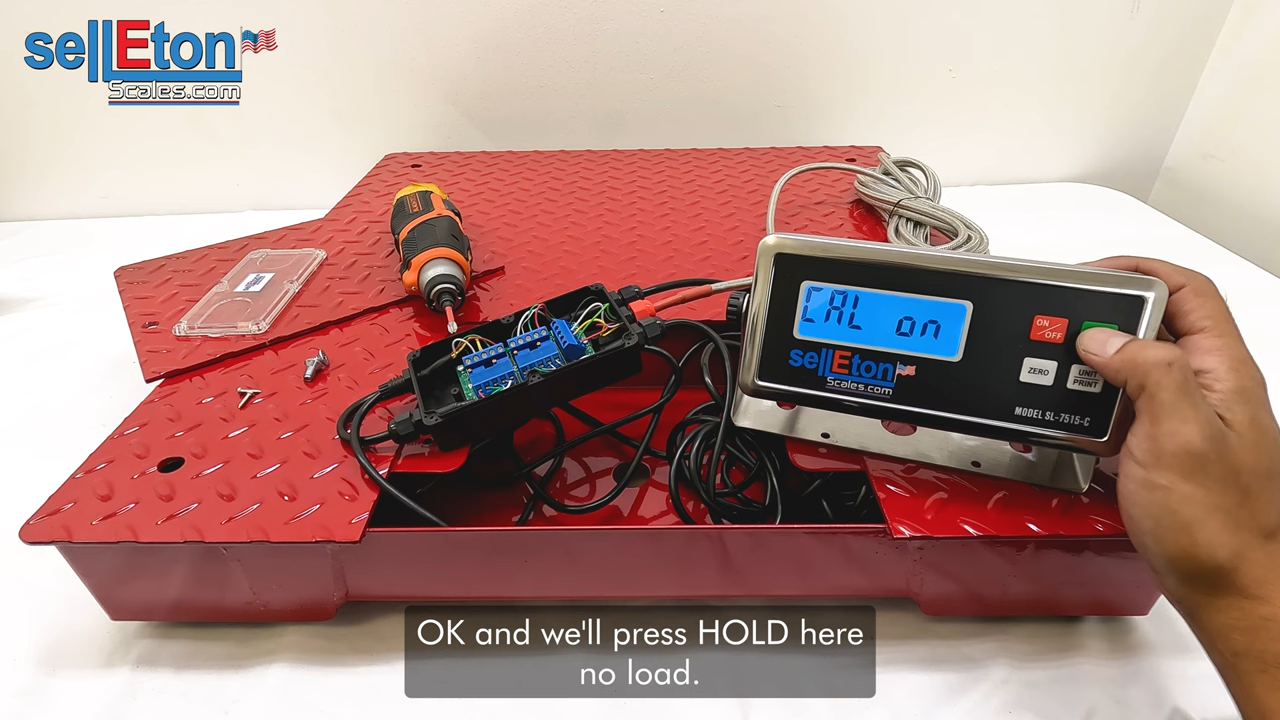 sellEton
Scales.com
CAL on
sellEton
Scales.com
ON
OFF
ZERO
UNIT
PRINT
MODEL SL-7515-C
OK and we'll press HOLD here
no load.